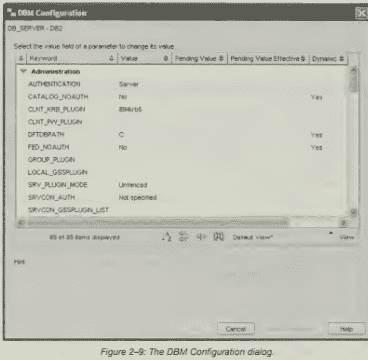 DBM Configuration
DB_SERVER - DB2
Select the value field of a parameter to change its value.
Keyword Value Pending Value Pending Value Effective Dynamic
Administration
AUTHENTICATION Server
CATALOG_NOAUTH No Yes
CLNT_KRB_PLUGIN IBMkrb5
CLNT_PW_PLUGIN
DFTDBPATH C Yes
FED_NOAUTH No Yes
GROUP_PLUGIN
LOCAL_GSSPLUGIN
SRV_PLUGIN_MODE Unfenced
SRVCON_AUTH Not specified
SRVCON_GSSPLUGIN_LIST
85 of 85 items displayed Default View* View
Hint
Cancel Help
Figure 2–9: The DBM Configuration dialog.